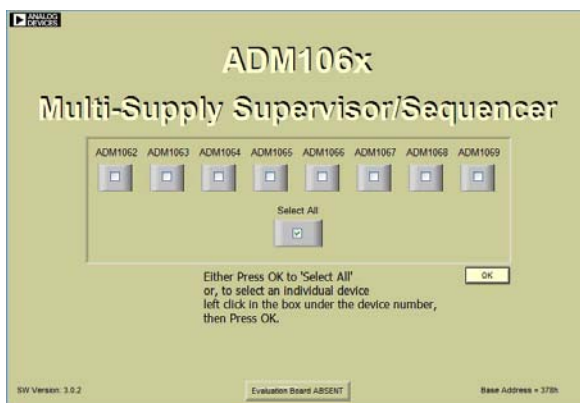 ANALOG
DEVICES
ADM106x
Multi-Supply Supervisor/Sequencer
ADM1062 ADM1063 ADM1064 ADM1065 ADM1066 ADM1067 ADM1068 ADM1069
Select All
Either Press OK to 'Select All'
or, to select an individual device
left click in the box under the device number,
then Press OK.
OK
SW Version: 3.0.2
Evaluation Board ABSENT
Base Address = 378h